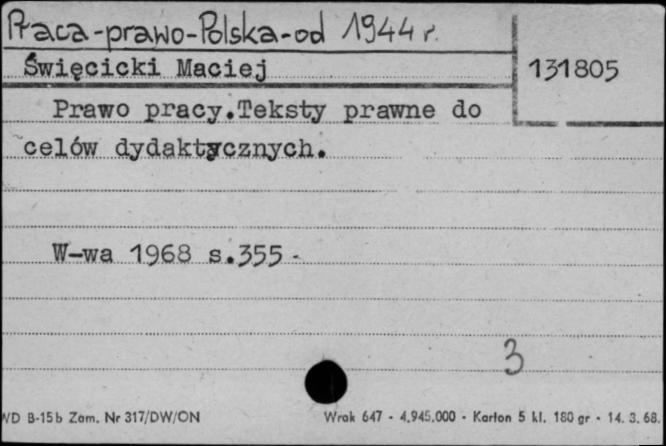 Praca-prawo-Polska-od 1944 r.
Święcicki Maciej
131805
Prawo pracy.Teksty prawne do
celów dydaktycznych.
W-wa 1968 s.355.
3
WD B-15b Zam. Nr 317/DW/ON
Wrak 647 - 4.945.000 - Karton 5 kl. 180 gr - 14. 3. 68.